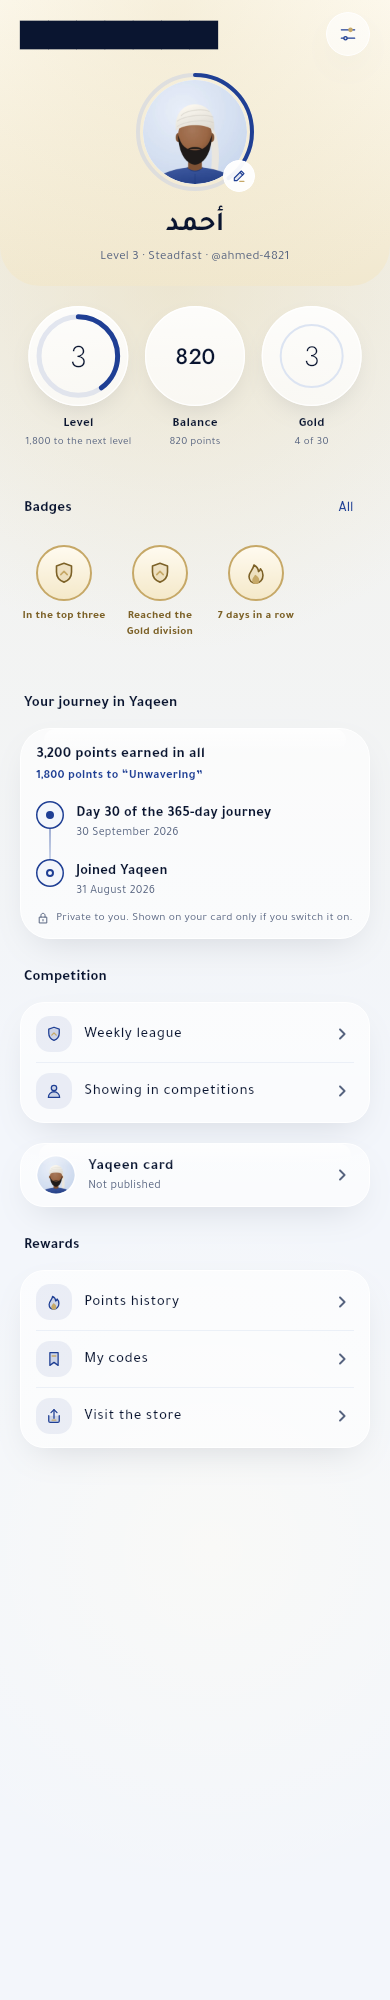 أحمد
Level 3 · Steadfast · @ahmed-4821
3
820
3
Level
Balance
Gold
1,800 to the next level
820 points
4 of 30
Badges
All
In the top three
Reached the
Gold division
7 days in a row
Your journey in Yaqeen
3,200 points earned in all
1,800 points to “Unwavering”
Day 30 of the 365-day journey
30 September 2026
Joined Yaqeen
31 August 2026
Private to you. Shown on your card only if you switch it on.
Competition
Weekly league
Showing in competitions
Yaqeen card
Not published
Rewards
Points history
My codes
Visit the store